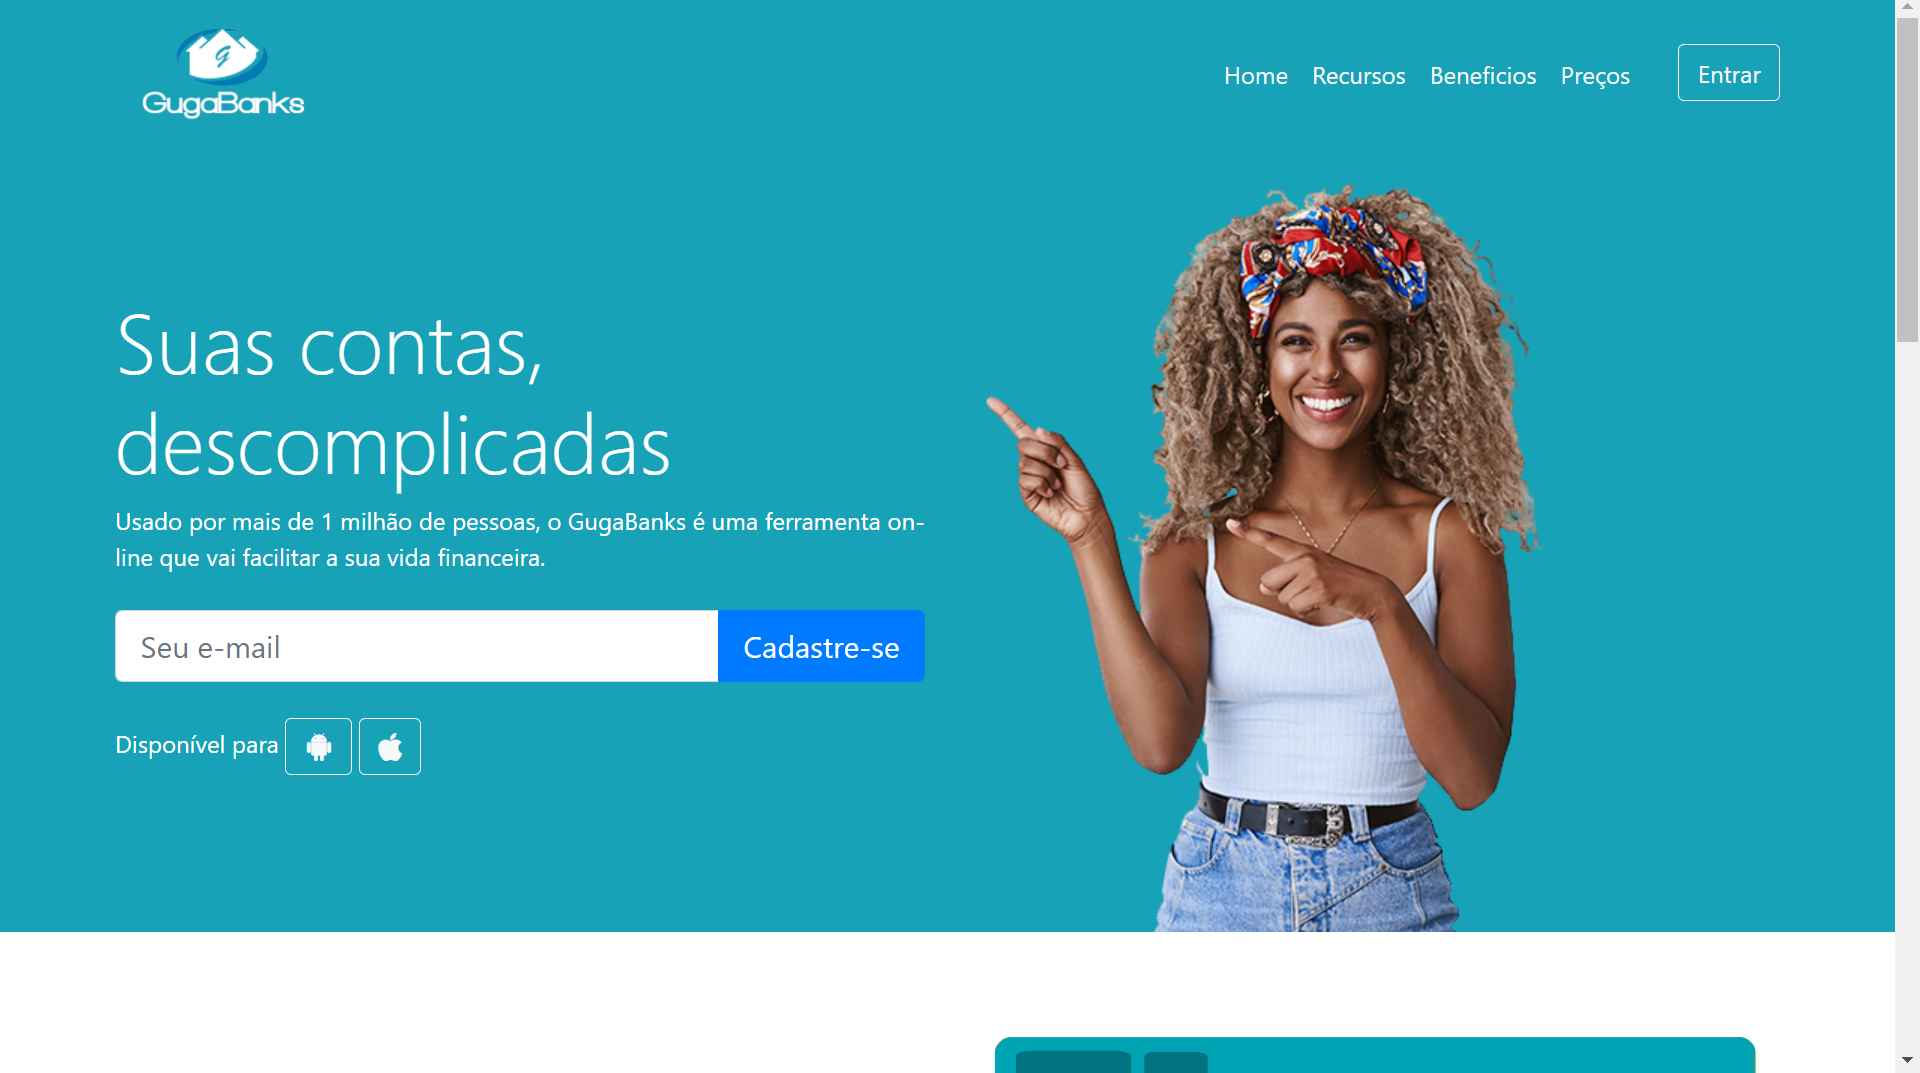 GugaBanks
Home
Recursos
Beneficios
Preços
Entrar
Suas contas,
descomplicadas
Usado por mais de 1 milhão de pessoas, o GugaBanks é uma ferramenta on-
line que vai facilitar a sua vida financeira.
Seu e-mail
Cadastre-se
Disponível para